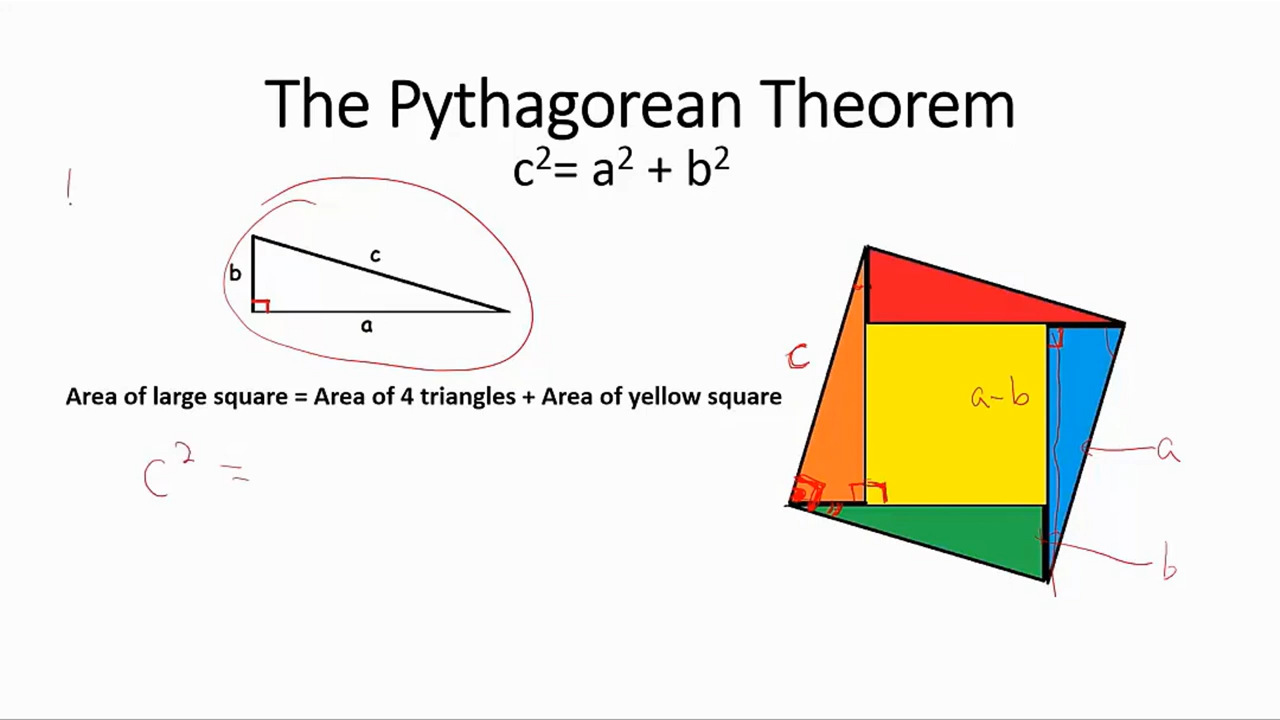 The Pythagorean Theorem
c²= a² + b²
b
c
a
c
Area of large square = Area of 4 triangles + Area of yellow square
a-b
a
c² =
b